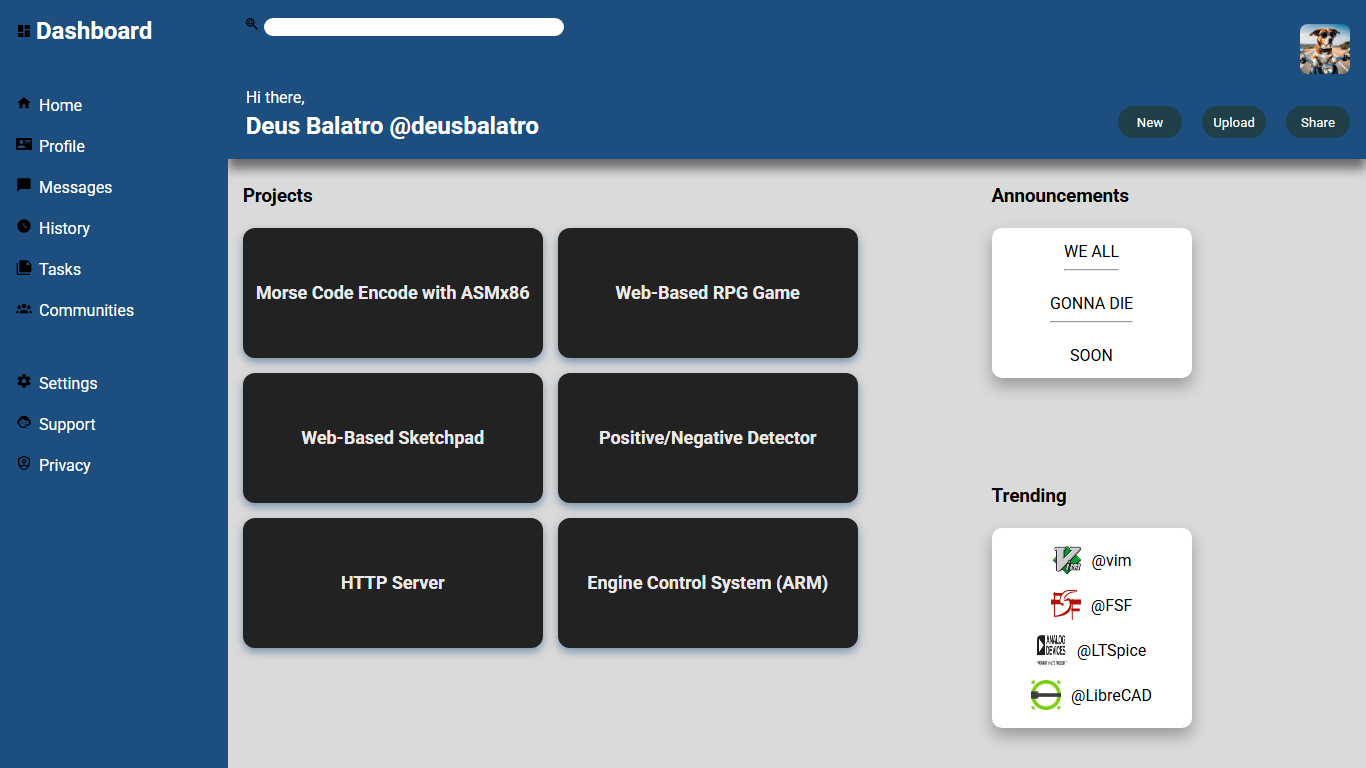 Dashboard
Home
Profile
Messages
History
Tasks
Communities
Settings
Support
Privacy
Hi there,
Deus Balatro @deusbalatro
New
Upload
Share
Projects
Morse Code Encode with ASMx86
Web-Based RPG Game
Web-Based Sketchpad
Positive/Negative Detector
HTTP Server
Engine Control System (ARM)
Announcements
WE ALL
GONNA DIE
SOON
Trending
@vim
@FSF
ANALOG
DEVICES
@LTSpice
@LibreCAD